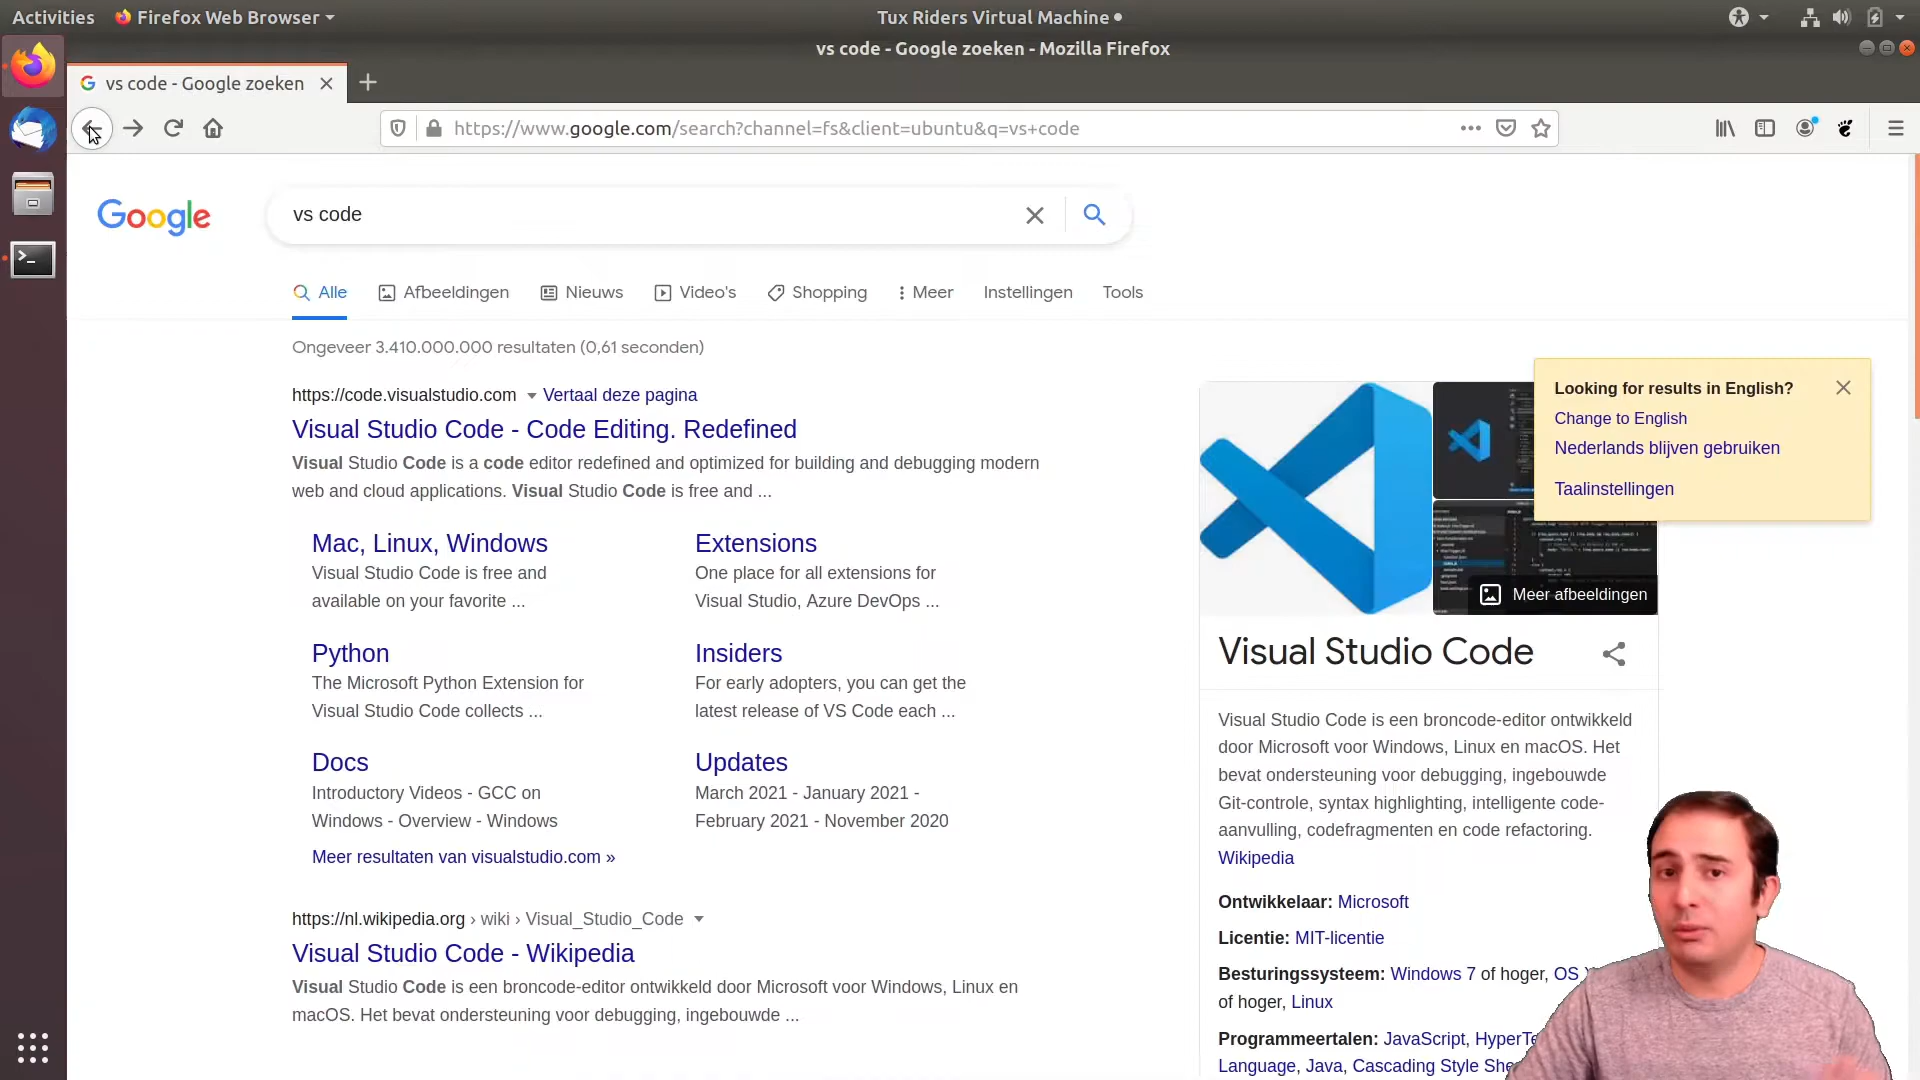 Activities
Firefox Web Browser
Tux Riders Virtual Machine
vs code - Google zoeken - Mozilla Firefox
vs code - Google zoeken
https://www.google.com/search?channel=fs&client=ubuntu&q=vs+code
Google
vs code
Alle
Afbeeldingen
Nieuws
Video's
Shopping
Meer
Instellingen
Tools
Ongeveer 3.410.000.000 resultaten (0,61 seconden)
https://code.visualstudio.com Vertaal deze pagina
Visual Studio Code - Code Editing. Redefined
Visual Studio Code is a code editor redefined and optimized for building and debugging modern
web and cloud applications. Visual Studio Code is free and ...
Mac, Linux, Windows
Visual Studio Code is free and
available on your favorite ...
Extensions
One place for all extensions for
Visual Studio, Azure DevOps ...
Python
The Microsoft Python Extension for
Visual Studio Code collects ...
Insiders
For early adopters, you can get the
latest release of VS Code each ...
Docs
Introductory Videos - GCC on
Windows - Overview - Windows
Updates
March 2021 - January 2021 -
February 2021 - November 2020
Meer resultaten van visualstudio.com »
https://nl.wikipedia.org › wiki › Visual_Studio_Code
Visual Studio Code - Wikipedia
Visual Studio Code is een broncode-editor ontwikkeld door Microsoft voor Windows, Linux en
macOS. Het bevat ondersteuning voor debugging, ingebouwde ...
Looking for results in English?
Change to English
Nederlands blijven gebruiken
Taalinstellingen
Meer afbeeldingen
Visual Studio Code
Visual Studio Code is een broncode-editor ontwikkeld
door Microsoft voor Windows, Linux en macOS. Het
bevat ondersteuning voor debugging, ingebouwde
Git-controle, syntax highlighting, intelligente code-
aanvulling, codefragmenten en code refactoring.
Wikipedia
Ontwikkelaar: Microsoft
Licentie: MIT-licentie
Besturingssysteem: Windows 7 of hoger, OS
of hoger, Linux
Programmeertalen: JavaScript, HyperTe
Language, Java, Cascading Style She